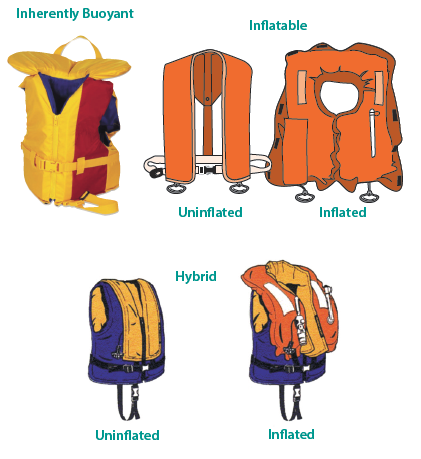 Inherently Buoyant
Inflatable
Uninflated
Inflated
Hybrid
Uninflated
Inflated